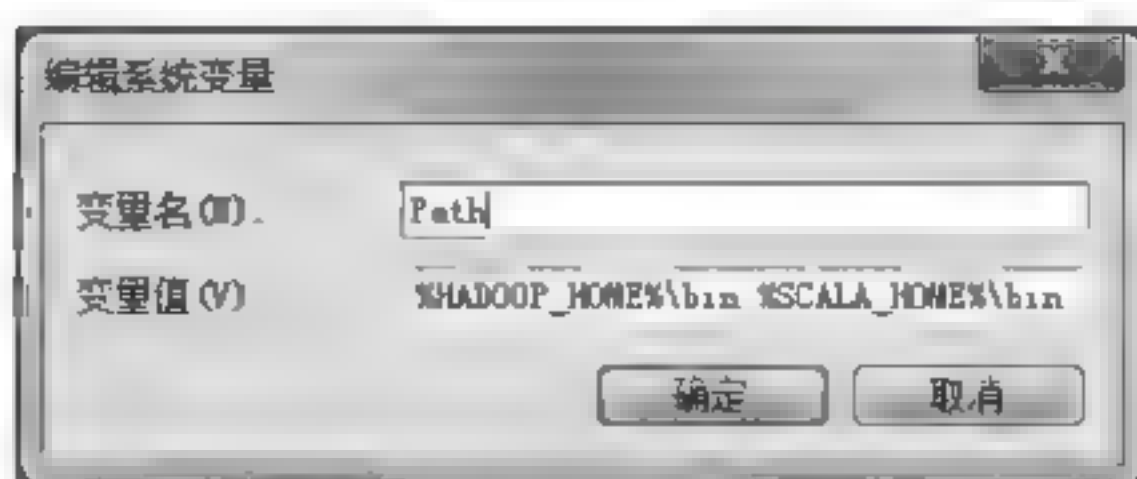 编辑系统变量
变量名(N).
Path
变量值(V)
%HADOOP_HOME%\bin %SCALA_HOME%\bin
确定
取消